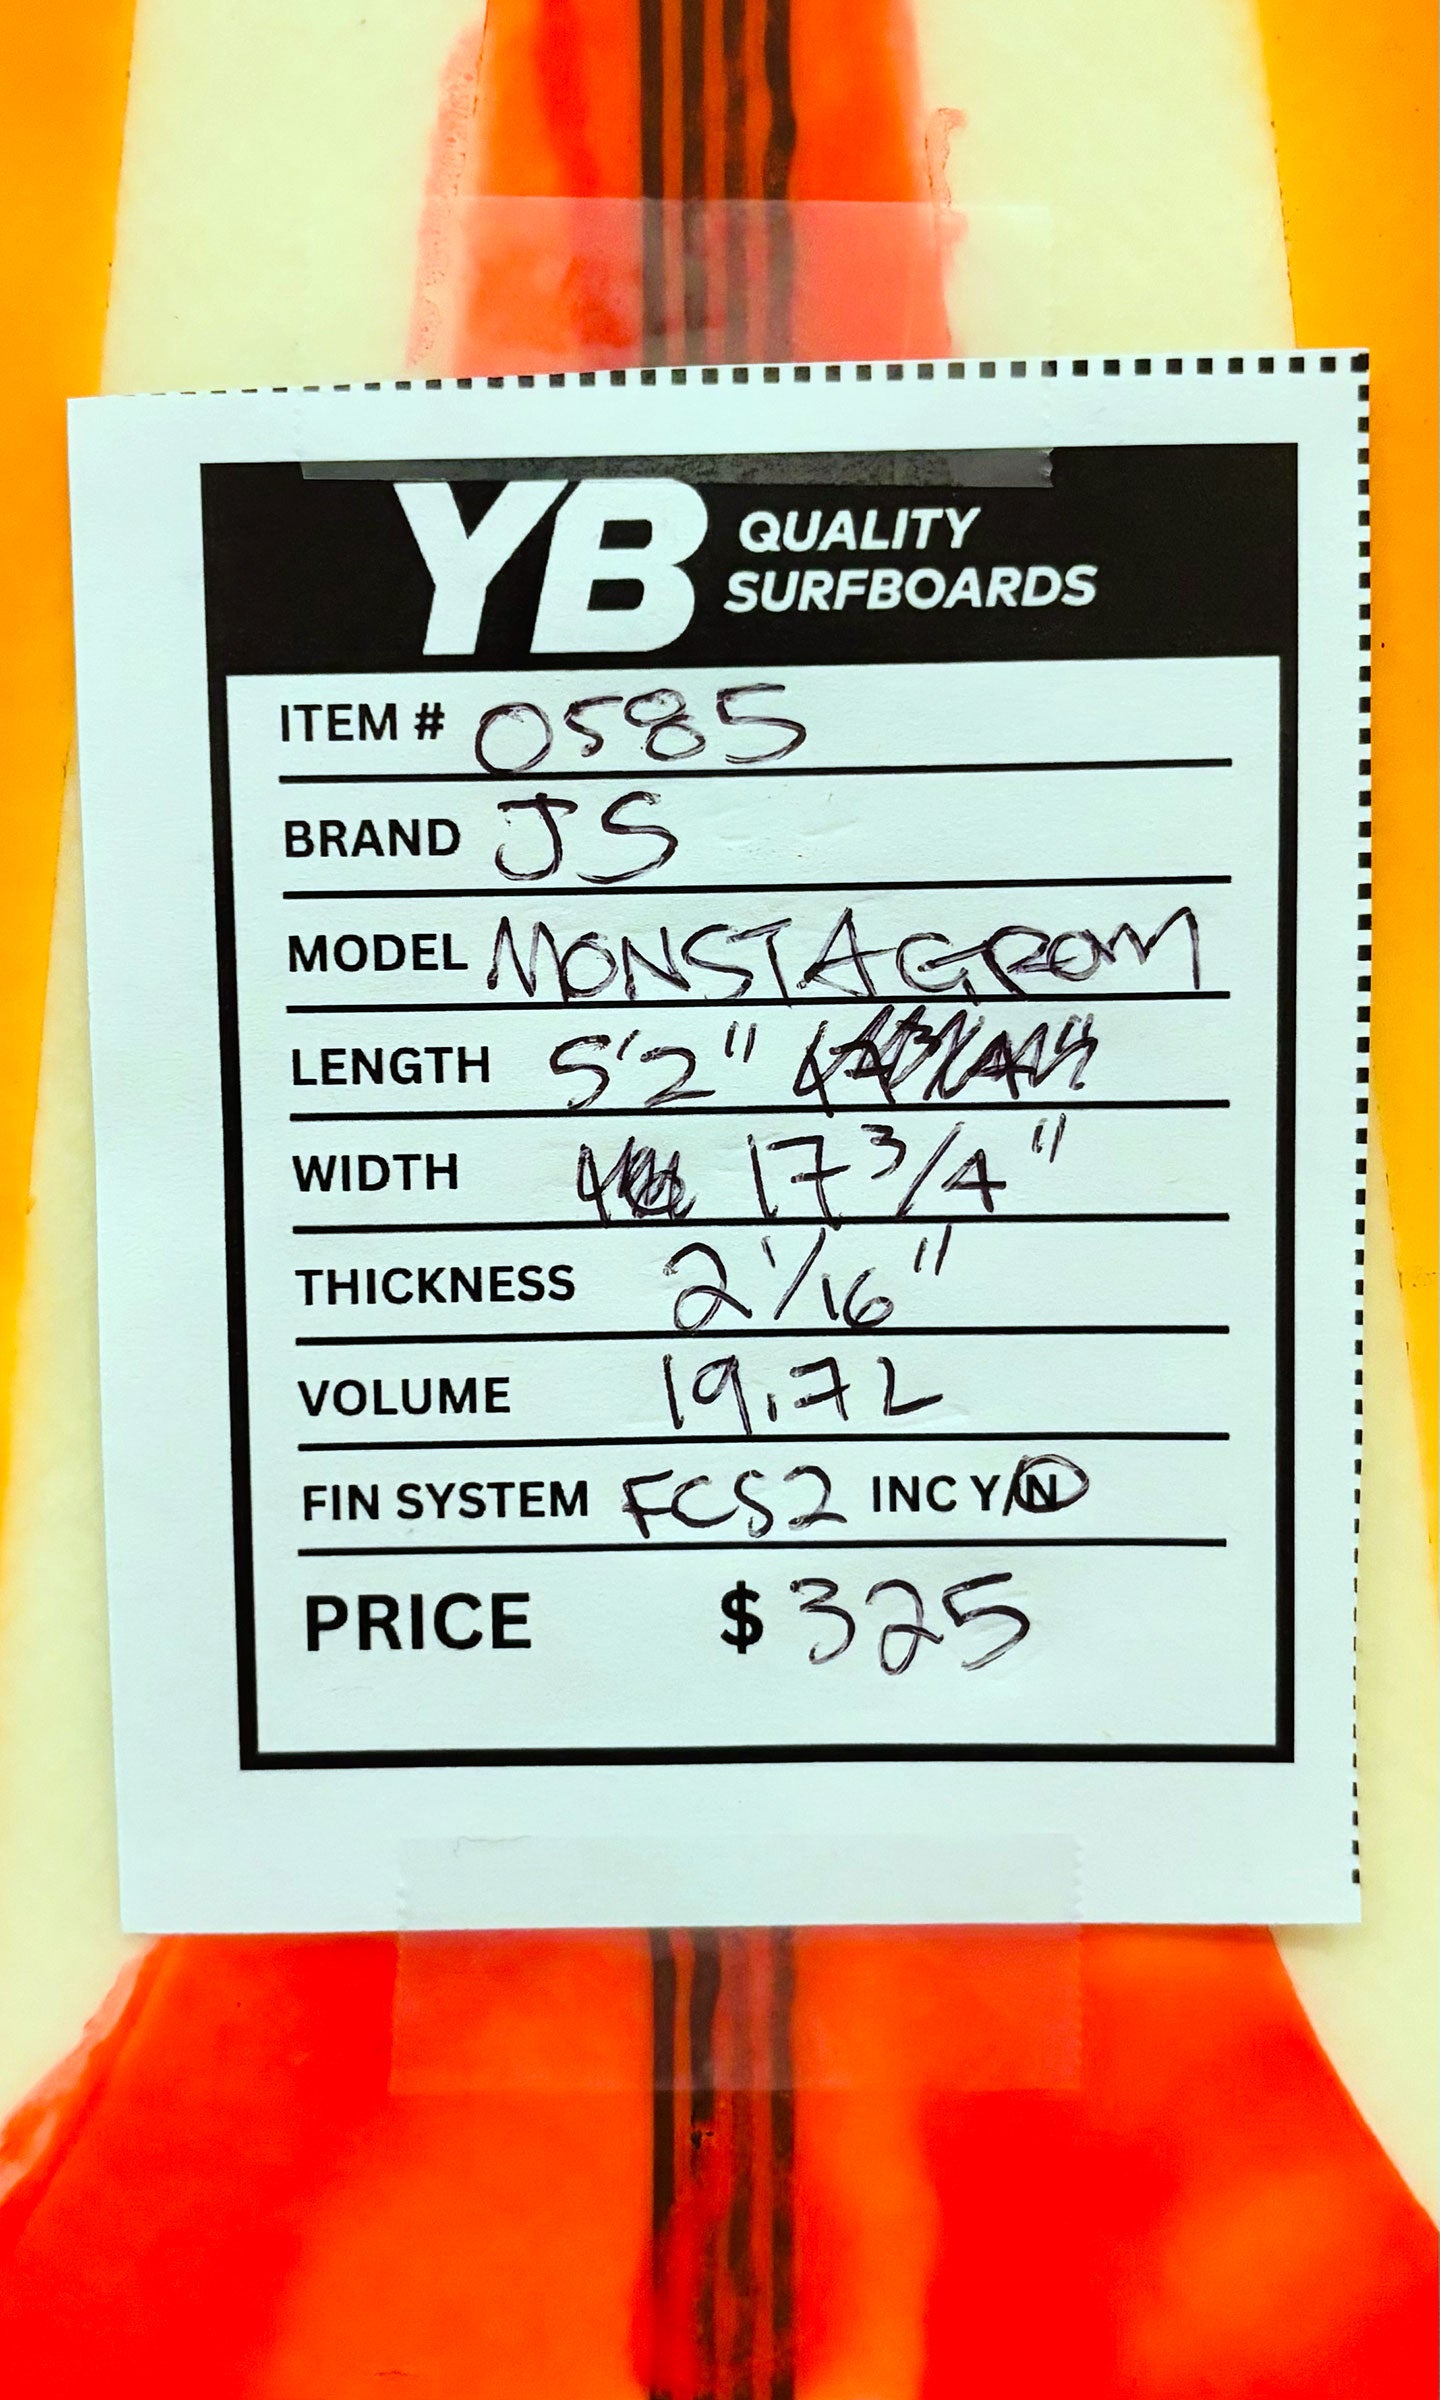 YB QUALITY
SURFBOARDS
ITEM # 0585
BRAND JS
MODEL MONSTAGROM
LENGTH 5'2"
WIDTH 17 3/4"
THICKNESS 2 1/16"
VOLUME 19.7L
FIN SYSTEM FCS2 INC Y/N
PRICE $325